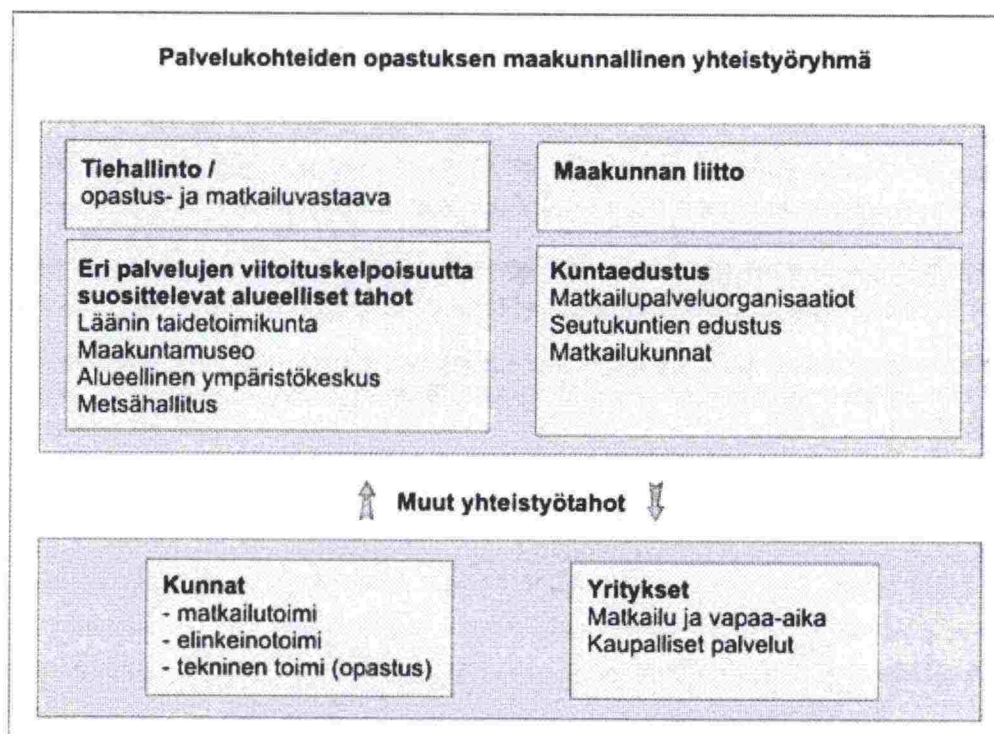 Palvelukohteiden opastuksen maakunnallinen yhteistyöryhmä
Tiehallinto /
opastus- ja matkailuvastaava
Maakunnan liitto
Eri palvelujen viitoituskelpoisuutta
suosittelevat alueelliset tahot
Läänin taidetoimikunta
Maakuntamuseo
Alueellinen ympäristökeskus
Metsähallitus
Kuntaedustus
Matkailupalveluorganisaatiot
Seutukuntien edustus
Matkailukunnat
Muut yhteistyötahot
Kunnat
- matkailutoimi
- elinkeinotoimi
- tekninen toimi (opastus)
Yritykset
Matkailu ja vapaa-aika
Kaupalliset palvelut